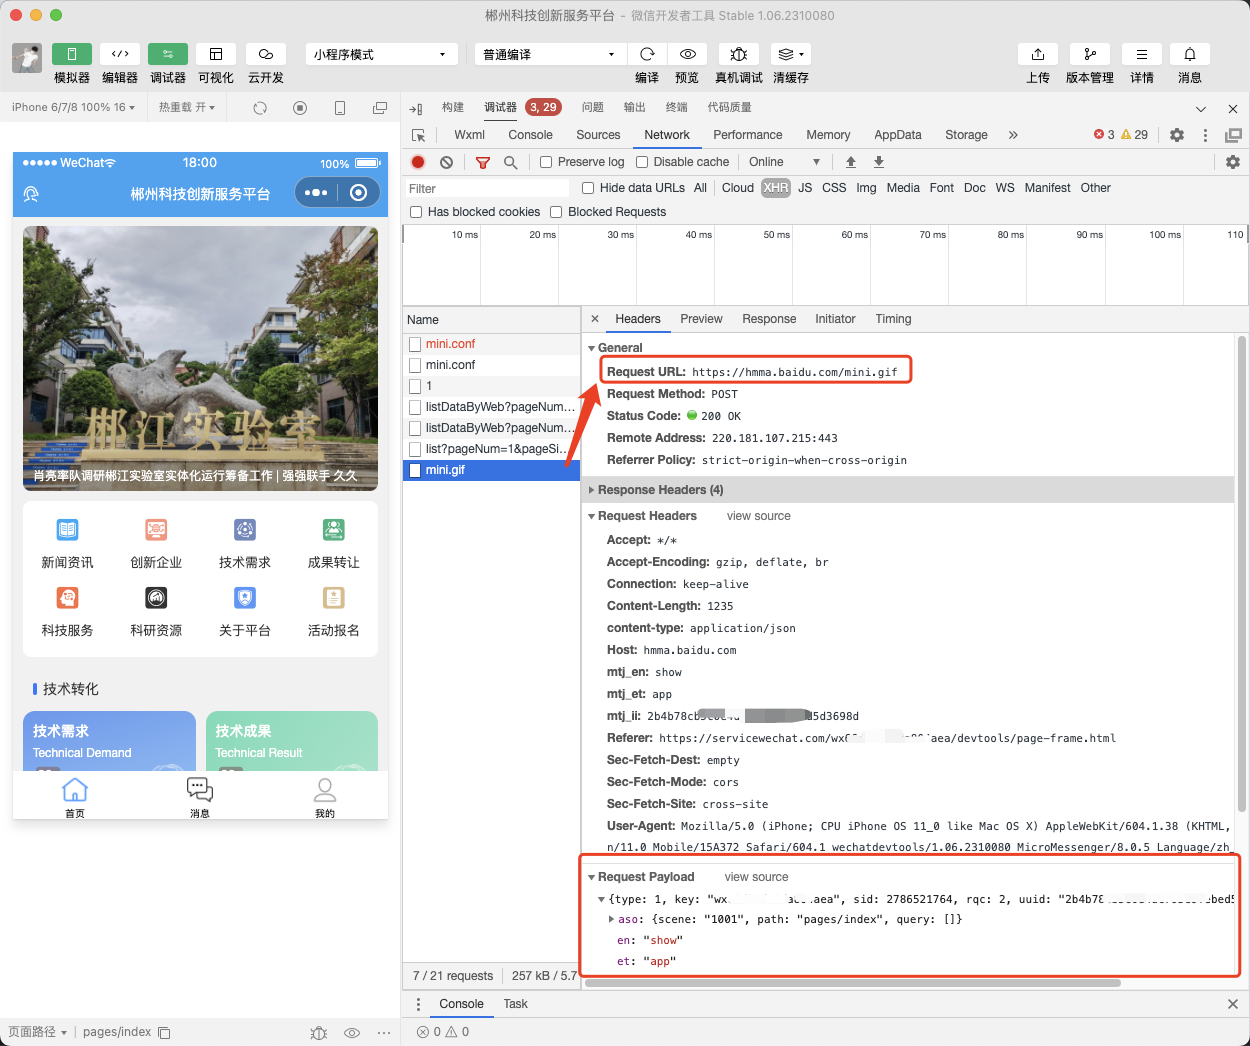 郴州科技创新服务平台 - 微信开发者工具 Stable 1.06.2310080
模拟器 编辑器 调试器 可视化 云开发
小程序模式 普通编译
编译 预览 真机调试 清缓存
上传 版本管理 详情 消息
iPhone 6/7/8 100% 16 热重载 开
WeChat 18:00 100%
郴州科技创新服务平台
郴江实验室
肖亮率队调研郴江实验室实体化运行筹备工作 | 强强联手 久久
新闻资讯 创新企业 技术需求 成果转让
科技服务 科研资源 关于平台 活动报名
技术转化
技术需求 技术成果
Technical Demand Technical Result
首页 消息 我的
页面路径 pages/index
构建 调试器 3, 29 问题 输出 终端 代码质量
Wxml Console Sources Network Performance Memory AppData Storage » 3 29
Preserve log Disable cache Online
Filter Hide data URLs All Cloud XHR JS CSS Img Media Font Doc WS Manifest Other
Has blocked cookies Blocked Requests
10 ms 20 ms 30 ms 40 ms 50 ms 60 ms 70 ms 80 ms 90 ms 100 ms 110
Name
mini.conf
mini.conf
1
listDataByWeb?pageNum...
listDataByWeb?pageNum...
list?pageNum=1&pageSi...
mini.gif
7 / 21 requests 257 kB / 5.7
Headers Preview Response Initiator Timing
General
Request URL: https://hmma.baidu.com/mini.gif
Request Method: POST
Status Code: 200 OK
Remote Address: 220.181.107.215:443
Referrer Policy: strict-origin-when-cross-origin
Response Headers (4)
Request Headers view source
Accept: */*
Accept-Encoding: gzip, deflate, br
Connection: keep-alive
Content-Length: 1235
content-type: application/json
Host: hmma.baidu.com
mtj_en: show
mtj_et: app
mtj_ii: 2b4b78cb d5d3698d
Referer: https://servicewechat.com/wx aea/devtools/page-frame.html
Sec-Fetch-Dest: empty
Sec-Fetch-Mode: cors
Sec-Fetch-Site: cross-site
User-Agent: Mozilla/5.0 (iPhone; CPU iPhone OS 11_0 like Mac OS X) AppleWebKit/604.1.38 (KHTML,
n/11.0 Mobile/15A372 Safari/604.1 wechatdevtools/1.06.2310080 MicroMessenger/8.0.5 Language/zh_
Request Payload view source
{type: 1, key: "wx aea", sid: 2786521764, rqc: 2, uuid: "2b4b78 bed5
aso: {scene: "1001", path: "pages/index", query: []}
en: "show"
et: "app"
Console Task
0 0